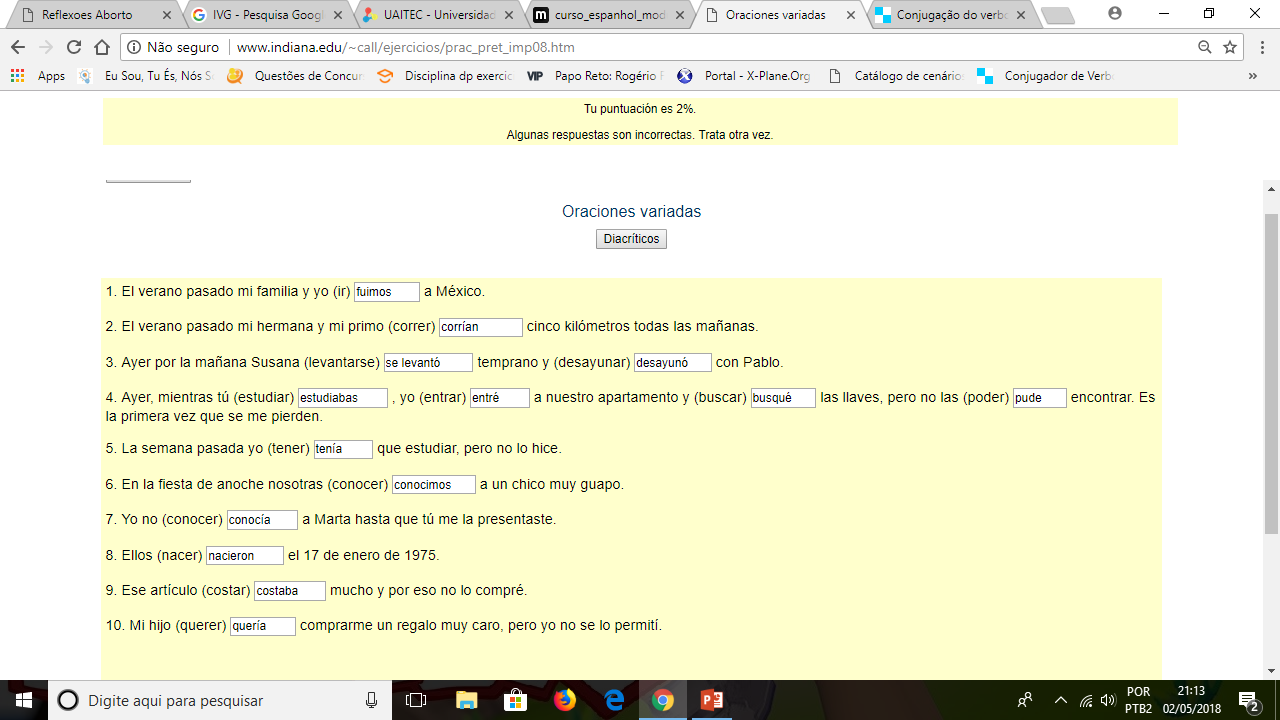 Reflexoes Aborto
IVG - Pesquisa Goog
UAITEC - Universidad
curso_espanhol_mod
Oraciones variadas
Conjugação do verb
Não seguro
www.indiana.edu/~call/ejercicios/prac_pret_imp08.htm
Apps
Eu Sou, Tu És, Nós S
Questões de Concur
Disciplina dp exercic
VIP Papo Reto: Rogério F
Portal - X-Plane.Org
Catálogo de cenário
Conjugador de Verb
»
Tu puntuación es 2%.
Algunas respuestas son incorrectas. Trata otra vez.
Oraciones variadas
Diacríticos
1. El verano pasado mi familia y yo (ir) fuimos a México.
2. El verano pasado mi hermana y mi primo (correr) corrían cinco kilómetros todas las mañanas.
3. Ayer por la mañana Susana (levantarse) se levantó temprano y (desayunar) desayunó con Pablo.
4. Ayer, mientras tú (estudiar) estudiabas , yo (entrar) entré a nuestro apartamento y (buscar) busqué las llaves, pero no las (poder) pude encontrar. Es
la primera vez que se me pierden.
5. La semana pasada yo (tener) tenía que estudiar, pero no lo hice.
6. En la fiesta de anoche nosotras (conocer) conocimos a un chico muy guapo.
7. Yo no (conocer) conocía a Marta hasta que tú me la presentaste.
8. Ellos (nacer) nacieron el 17 de enero de 1975.
9. Ese artículo (costar) costaba mucho y por eso no lo compré.
10. Mi hijo (querer) quería comprarme un regalo muy caro, pero yo no se lo permití.
Digite aqui para pesquisar
POR
PTB2
21:13
02/05/2018
2